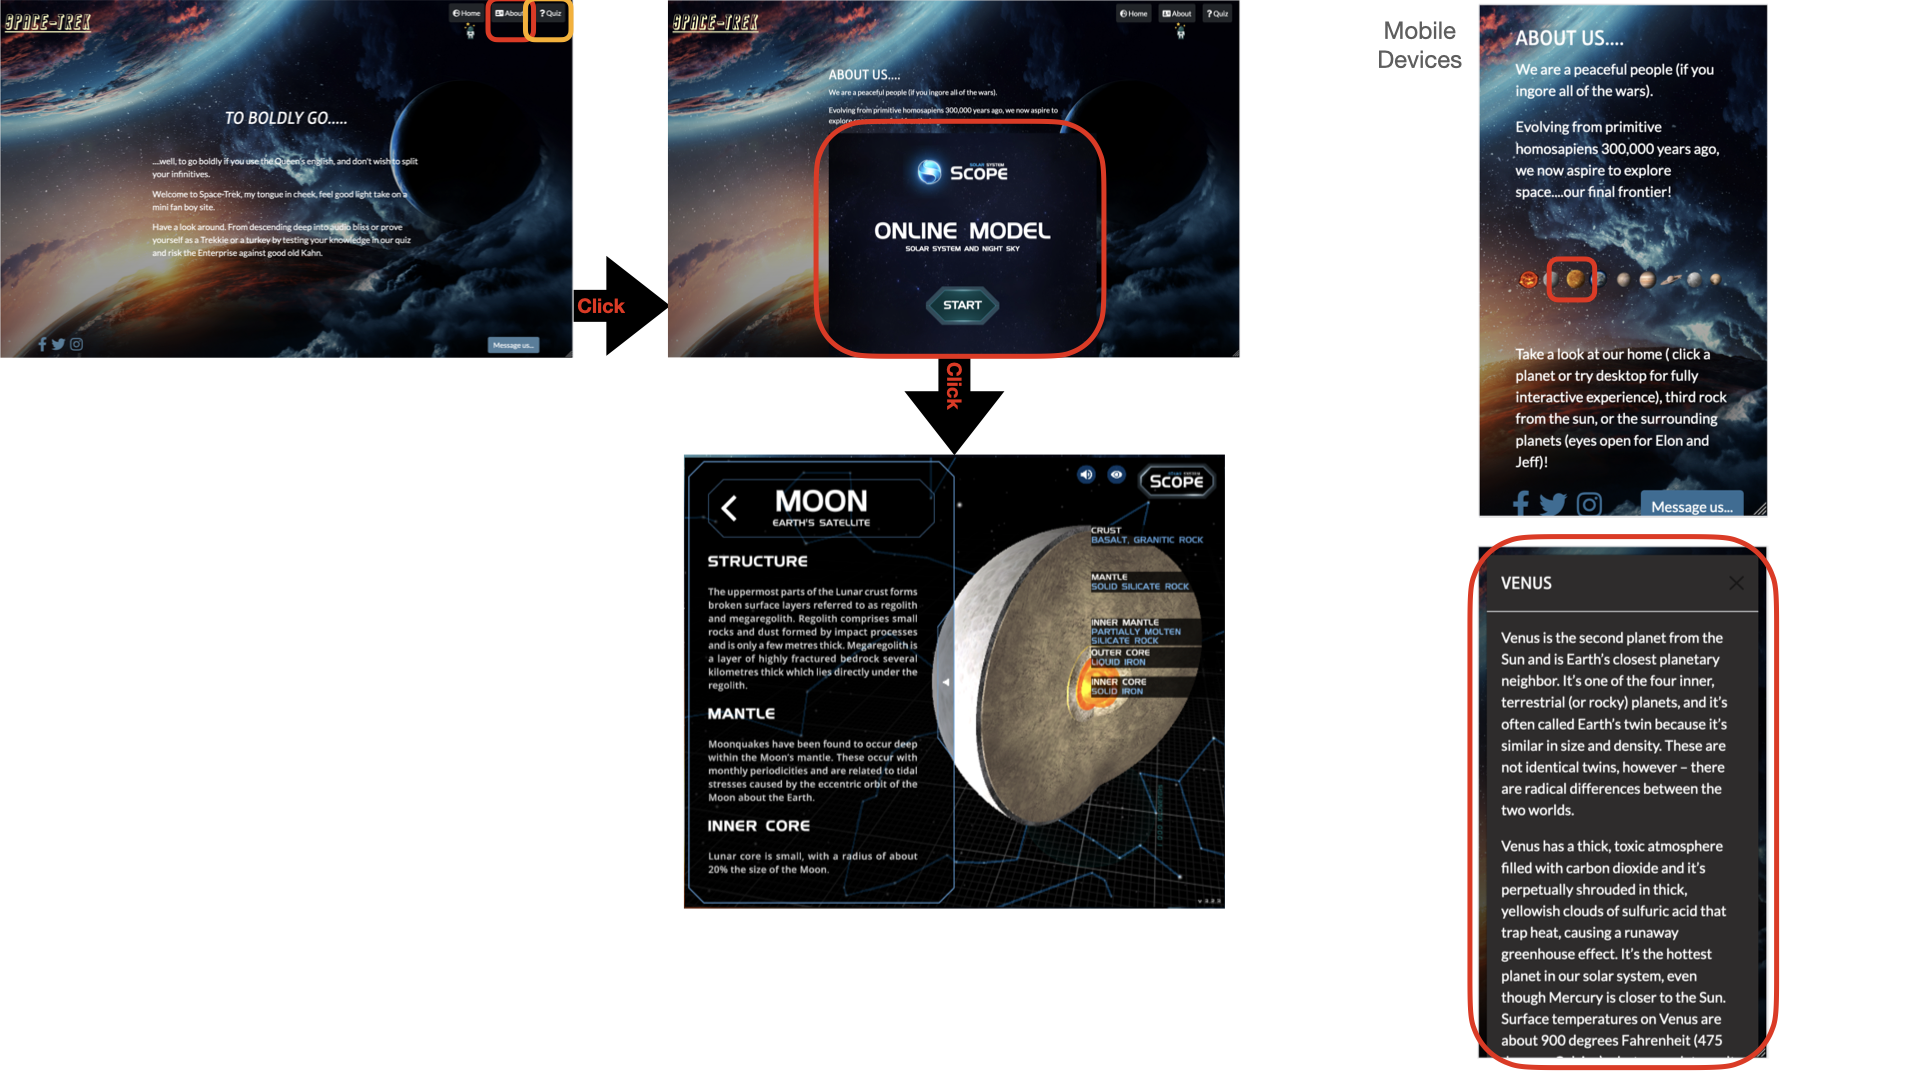 SPACE-TREK
Home
About
Quiz
TO BOLDLY GO.....
...well, to go boldly if you use the Queen's english, and don't wish to split
your infinitives.
Welcome to Space-Trek, my tongue in cheek, feel good light take on a
mini fan boy site.
Have a look around. From descending deep into audio bliss or prove
yourself as a Trekkie or a turkey by testing your knowledge in our quiz
and risk the Enterprise against good old Kahn.
Message us...
Click
SPACE-TREK
Home
About
Quiz
ABOUT US....
We are a peaceful people (if you ingore all of the wars).
Evolving from primitive homosapiens 300,000 years ago, we now aspire to
explore
SOLAR SYSTEM
SCOPE
ONLINE MODEL
SOLAR SYSTEM AND NIGHT SKY
START
Click
MOON
EARTH'S SATELLITE
STRUCTURE
The uppermost parts of the Lunar crust forms
broken surface layers referred to as regolith
and megaregolith. Regolith comprises small
rocks and dust formed by impact processes
and is only a few metres thick. Megaregolith is
a layer of highly fractured bedrock several
kilometres thick which lies directly under the
regolith.
MANTLE
Moonquakes have been found to occur deep
within the Moon's mantle. These occur with
monthly periodicities and are related to tidal
stresses caused by the eccentric orbit of the
Moon about the Earth.
INNER CORE
Lunar core is small, with a radius of about
20% the size of the Moon.
SCOPE
CRUST
BASALT, GRANITIC ROCK
MANTLE
SOLID SILICATE ROCK
INNER MANTLE
PARTIALLY MOLTEN
SILICATE ROCK
OUTER CORE
LIQUID IRON
INNER CORE
SOLID IRON
Mobile
Devices
ABOUT US....
We are a peaceful people (if you
ingore all of the wars).
Evolving from primitive
homosapiens 300,000 years ago,
we now aspire to explore
space....our final frontier!
Take a look at our home ( click a
planet or try desktop for fully
interactive experience), third rock
from the sun, or the surrounding
planets (eyes open for Elon and
Jeff)!
Message us...
VENUS
Venus is the second planet from the
Sun and is Earth's closest planetary
neighbor. It's one of the four inner,
terrestrial (or rocky) planets, and it's
often called Earth's twin because it's
similar in size and density. These are
not identical twins, however – there
are radical differences between the
two worlds.
Venus has a thick, toxic atmosphere
filled with carbon dioxide and it's
perpetually shrouded in thick,
yellowish clouds of sulfuric acid that
trap heat, causing a runaway
greenhouse effect. It's the hottest
planet in our solar system, even
though Mercury is closer to the Sun.
Surface temperatures on Venus are
about 900 degrees Fahrenheit (475